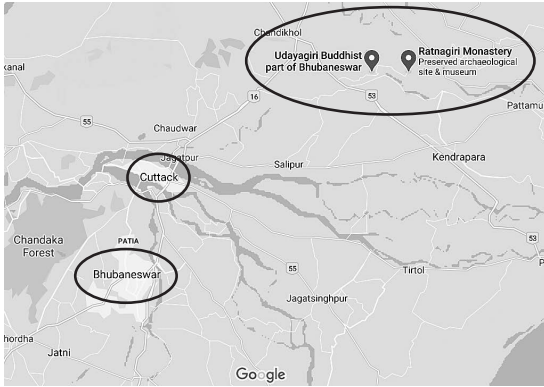 Chandikhol
Udayagiri Buddhist
part of Bhubaneswar
Ratnagiri Monastery
Preserved archaeological
site & museum
kanal
16
53
Pattamu
55
Chaudwar
Jagatpur
Salipur
Kendrapara
Cuttack
Chandaka
Forest
PATIA
53
Bhubaneswar
55
Tirtol
P
Jagatsinghpur
hordha
Jatni
Google